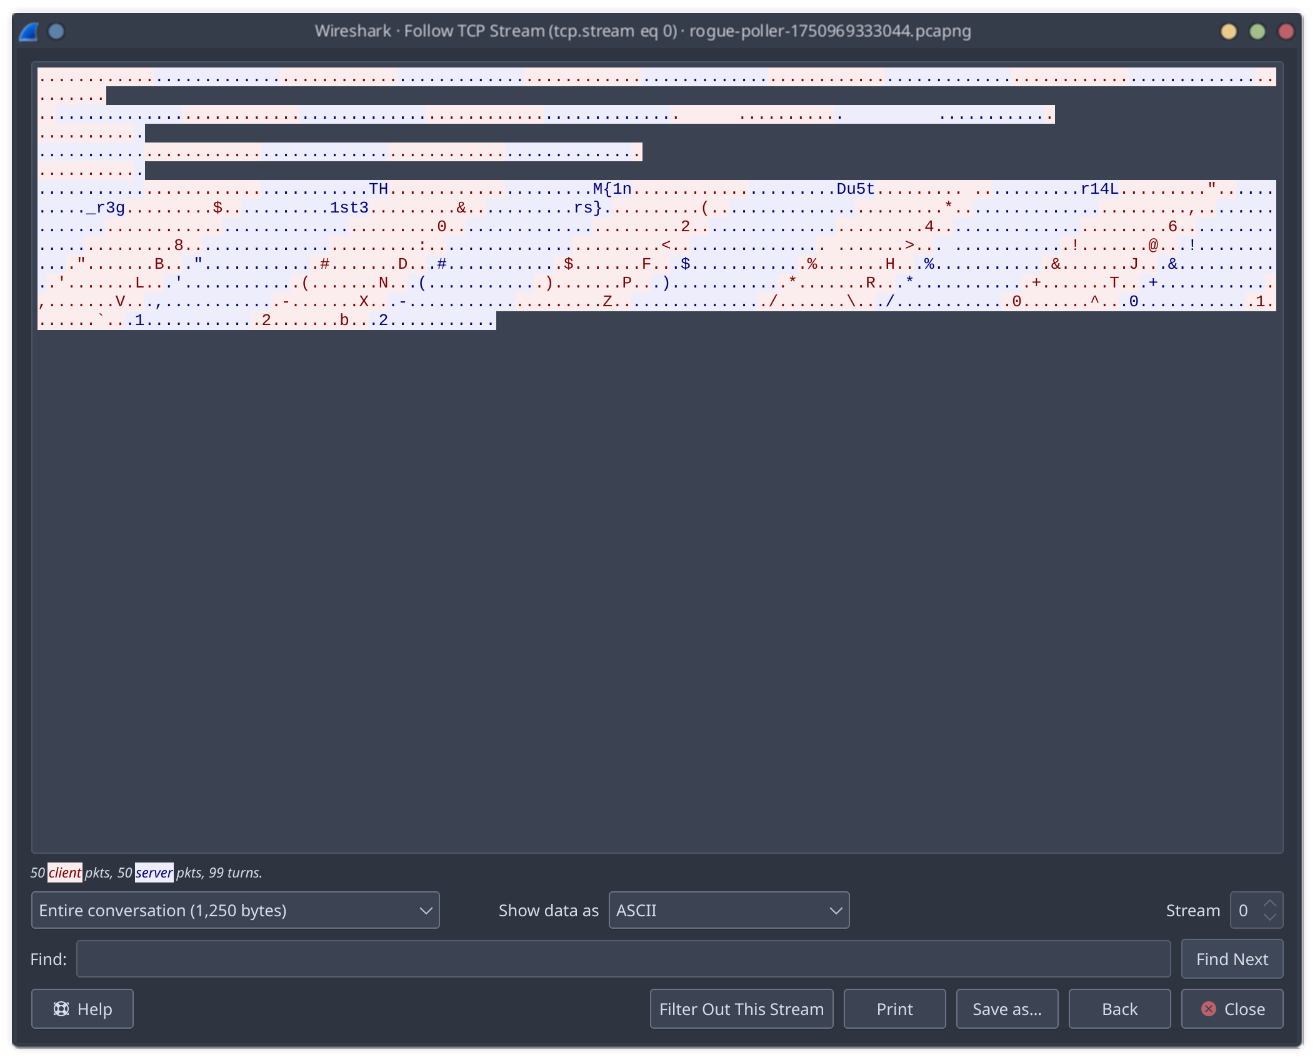 Wireshark · Follow TCP Stream (tcp.stream eq 0) · rogue-poller-1750969333044.pcapng
...............................................................................................................................
.......
..................................................................      ...........          ............
...........
..............................................................
...........
..................................TH.....................M{1n.....................Du5t......... ...........r14L.........".......
....._r3g.........$...........1st3.........&...........rs}..........(........................*........................,........
.........................................0........................2........................4........................6..........
..............8........................:........................<........................>................!.......@...!........
....".......B..."............#.......D...#............$.......F...$............%.......H...%............&.......J...&..........
..'.......L...'............(.......N...(............).......P...)............*.......R...*............+.......T...+............
,.......V...,............-.......X...-....................Z................/.......\.../............0.......^...0............1.
......`...1............2.......b...2...........
50 client pkts, 50 server pkts, 99 turns.
Entire conversation (1,250 bytes) Show data as ASCII Stream 0
Find: Find Next
Help Filter Out This Stream Print Save as... Back Close